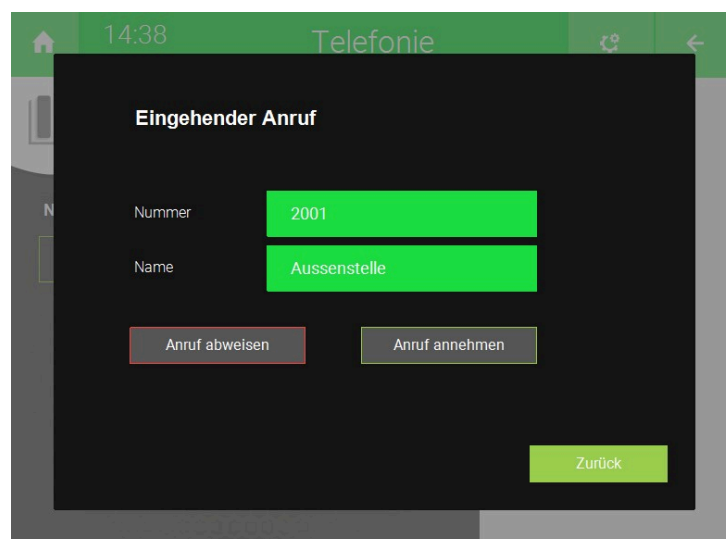 14:38
Telefonie
Eingehender Anruf
N
Nummer
2001
Name
Aussenstelle
Anruf abweisen
Anruf annehmen
Zurück